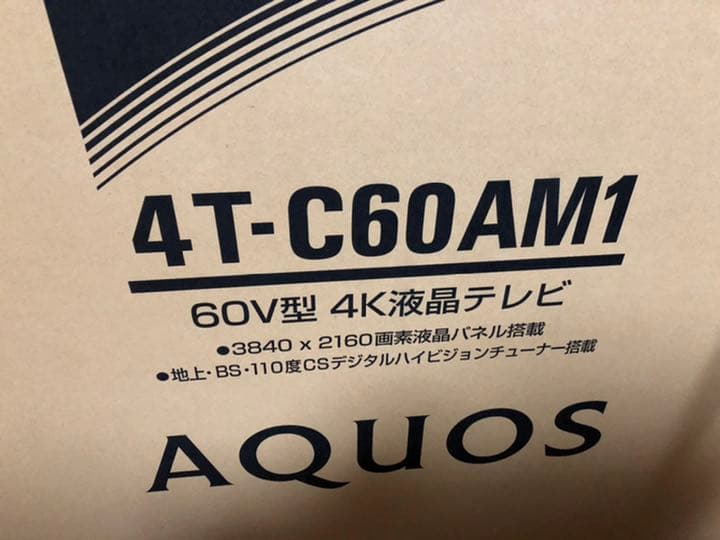 4T-C60AM1
60V型 4K液晶テレビ
●3840 x 2160画素液晶パネル搭載
●地上・BS・110度CSデジタルハイビジョンチューナー搭載
AQUOS